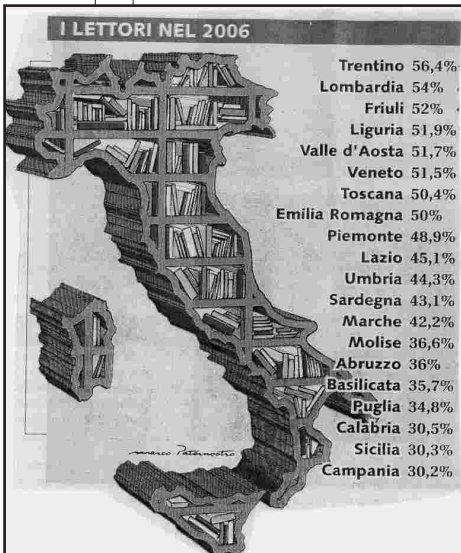 I LETTORI NEL 2006
Trentino 56,4%
Lombardia 54%
Friuli 52%
Liguria 51,9%
Valle d'Aosta 51,7%
Veneto 51,5%
Toscana 50,4%
Emilia Romagna 50%
Piemonte 48,9%
Lazio 45,1%
Umbria 44,3%
Sardegna 43,1%
Marche 42,2%
Molise 36,6%
Abruzzo 36%
Basilicata 35,7%
Puglia 34,8%
Calabria 30,5%
Sicilia 30,3%
Campania 30,2%
marco Paternostro